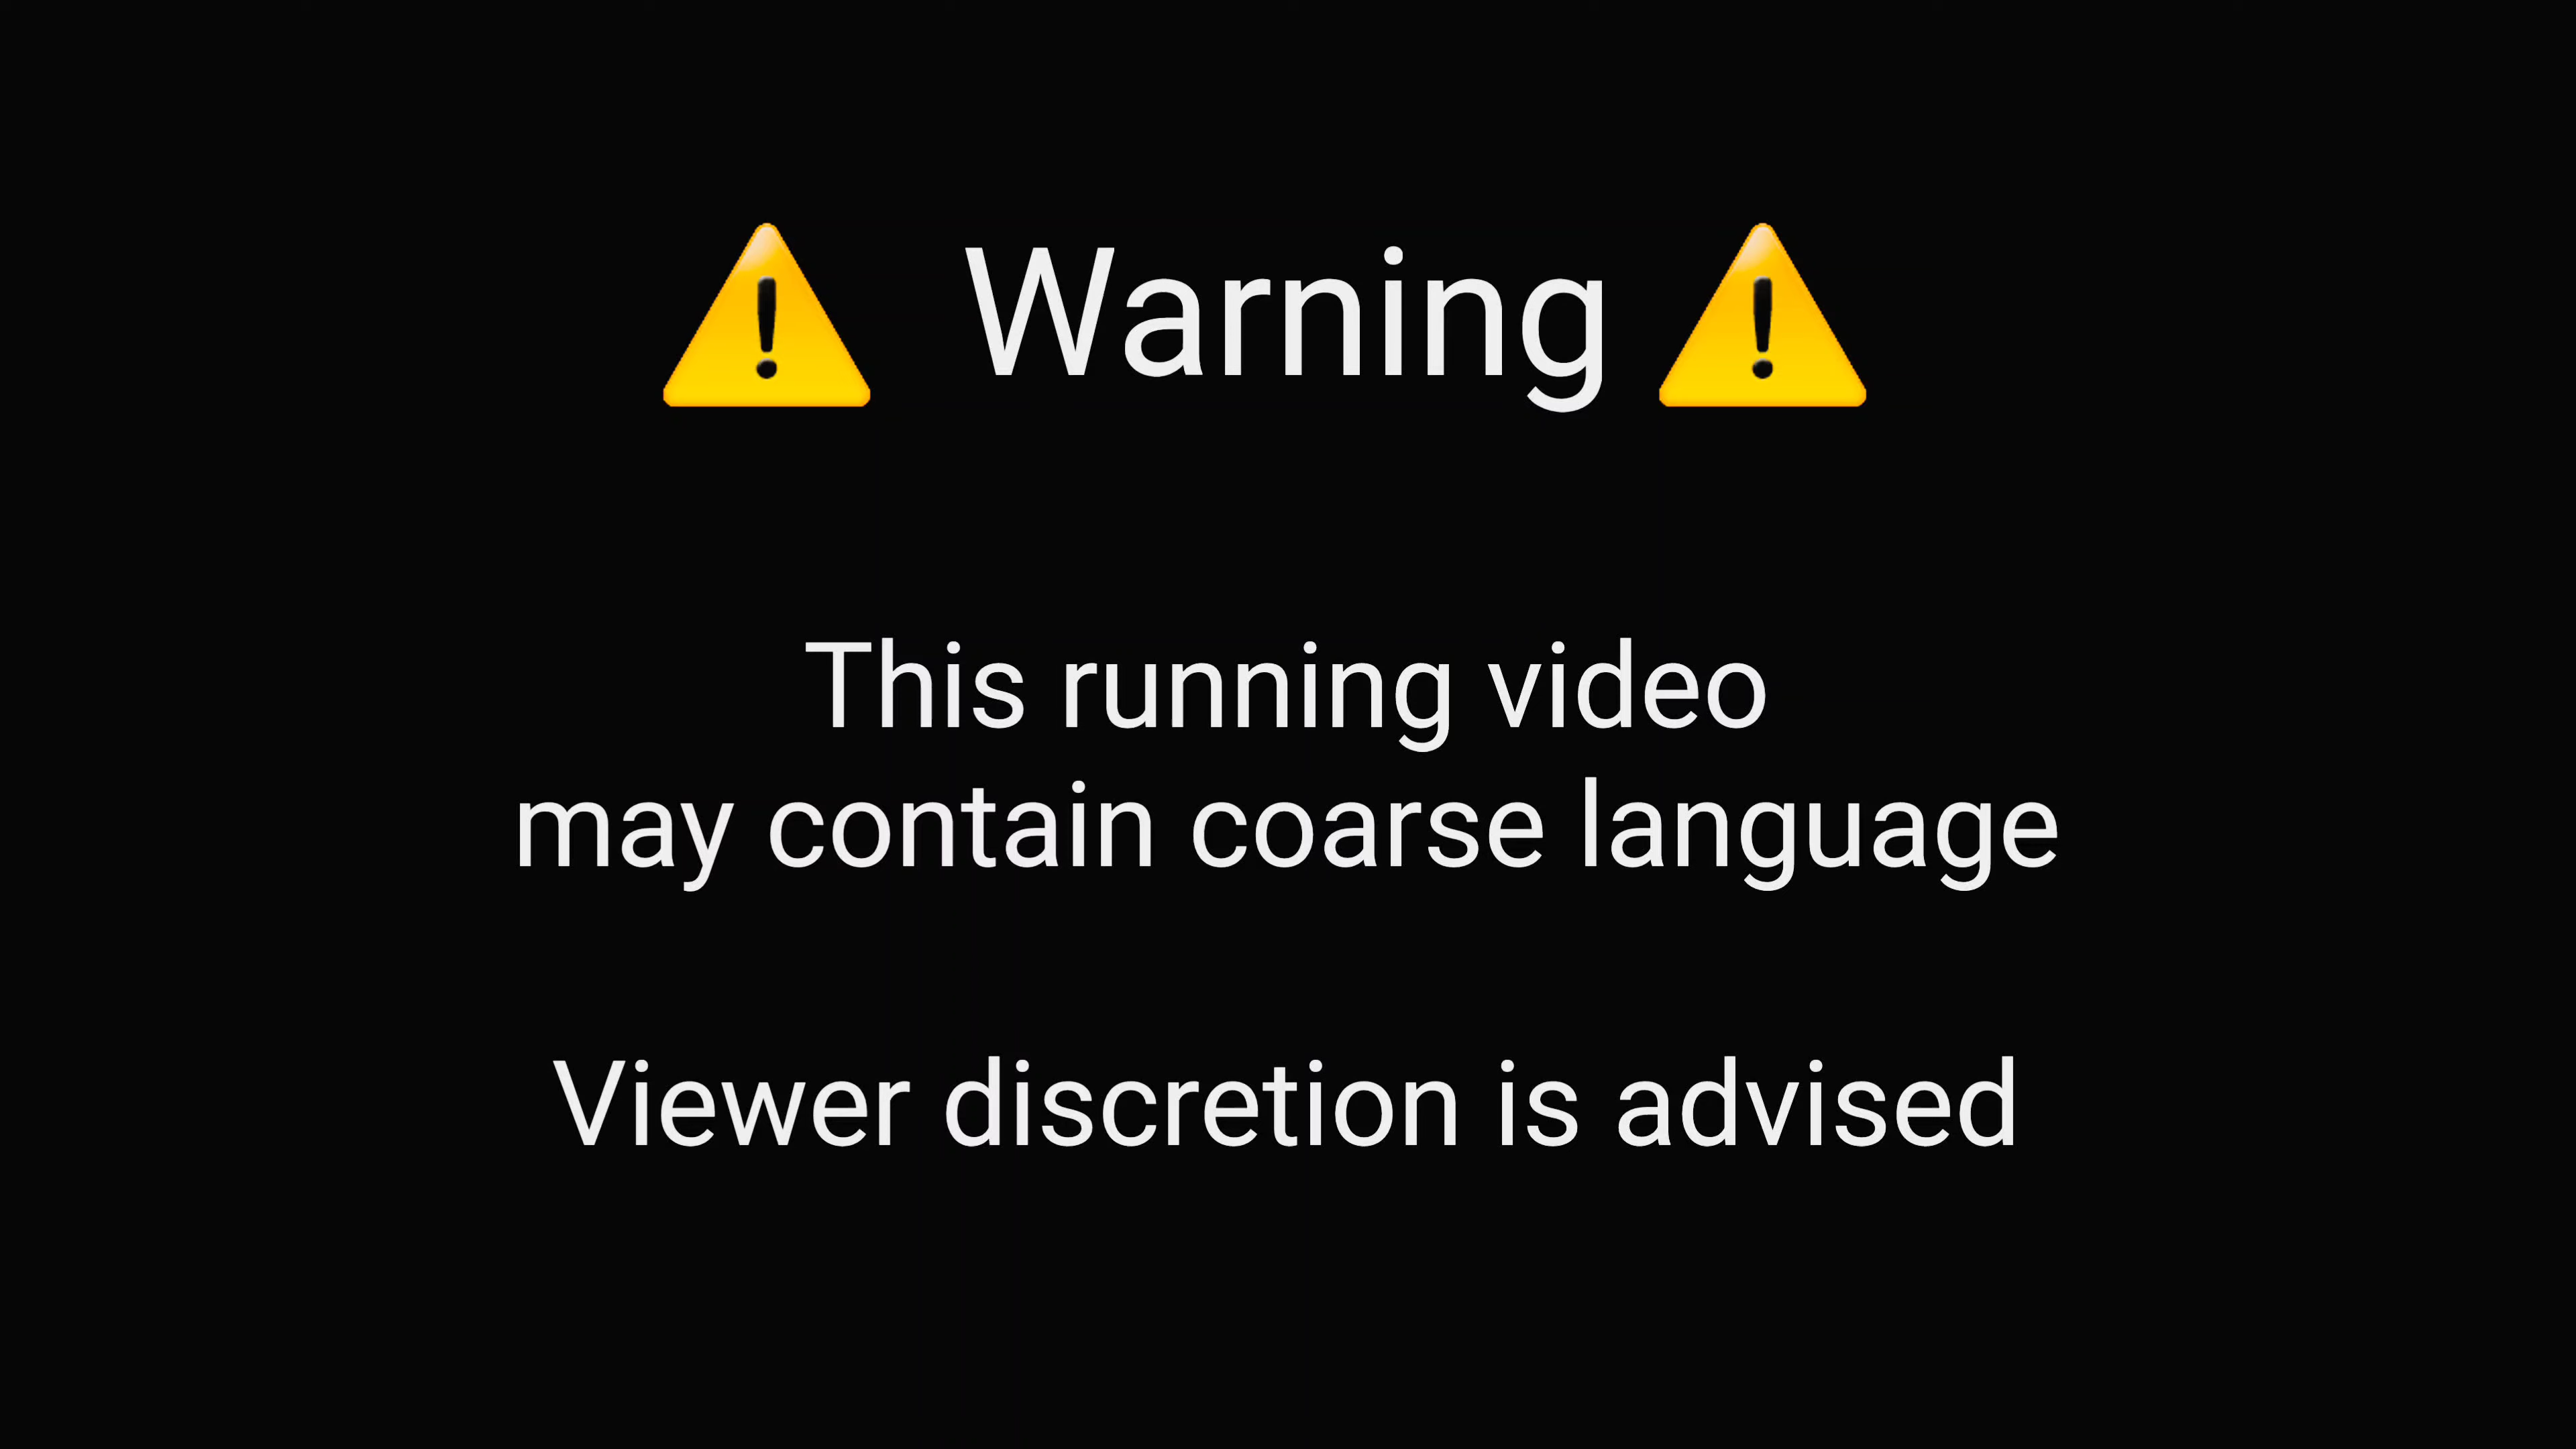 ⚠️ Warning ⚠️
This running video
may contain coarse language
Viewer discretion is advised